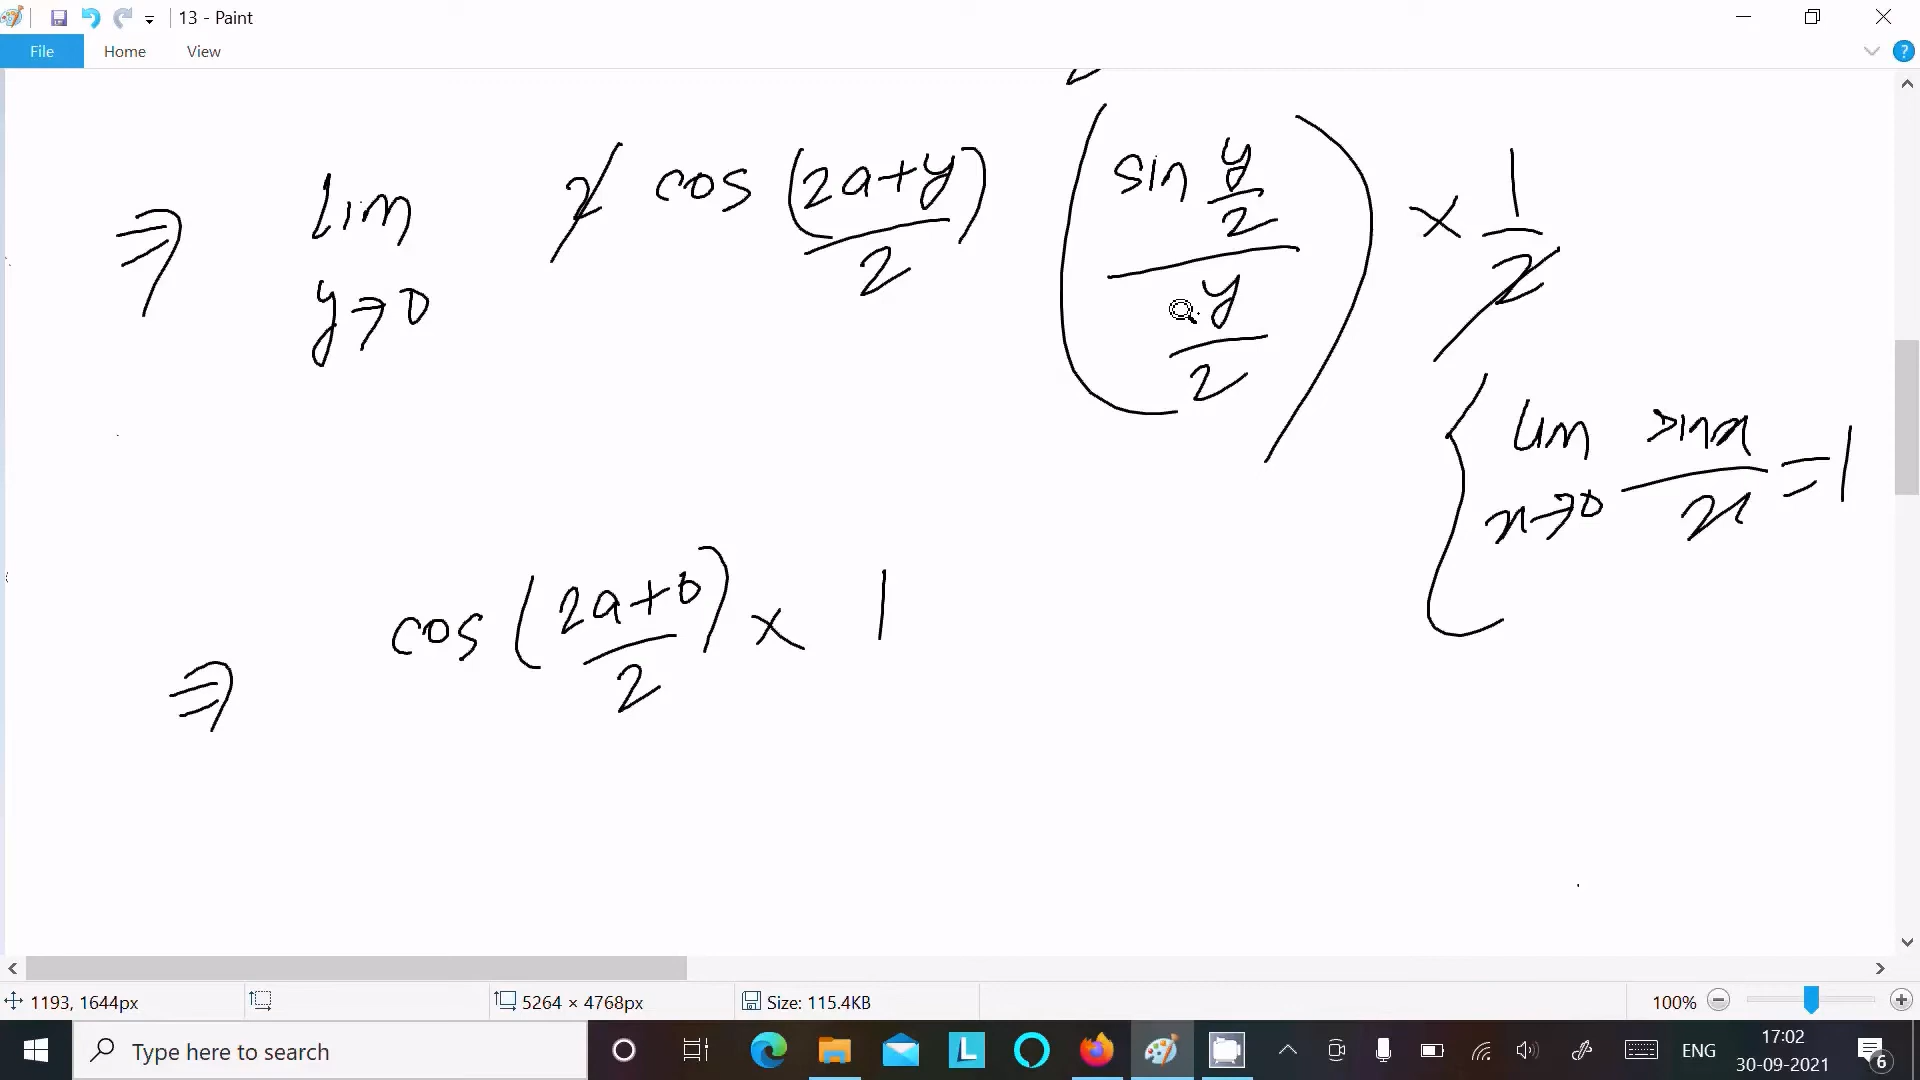 13 - Paint
File Home View
⇒ lim y→0 2 cos (2a+y)/2 (sin y/2 / y/2) × 1/2
{ lim x→0 sinx/x = 1
⇒ cos (2a+0)/2 × 1
1193, 1644px 5264 × 4768px Size: 115.4KB 100%
Type here to search L ENG 17:02
30-09-2021 6